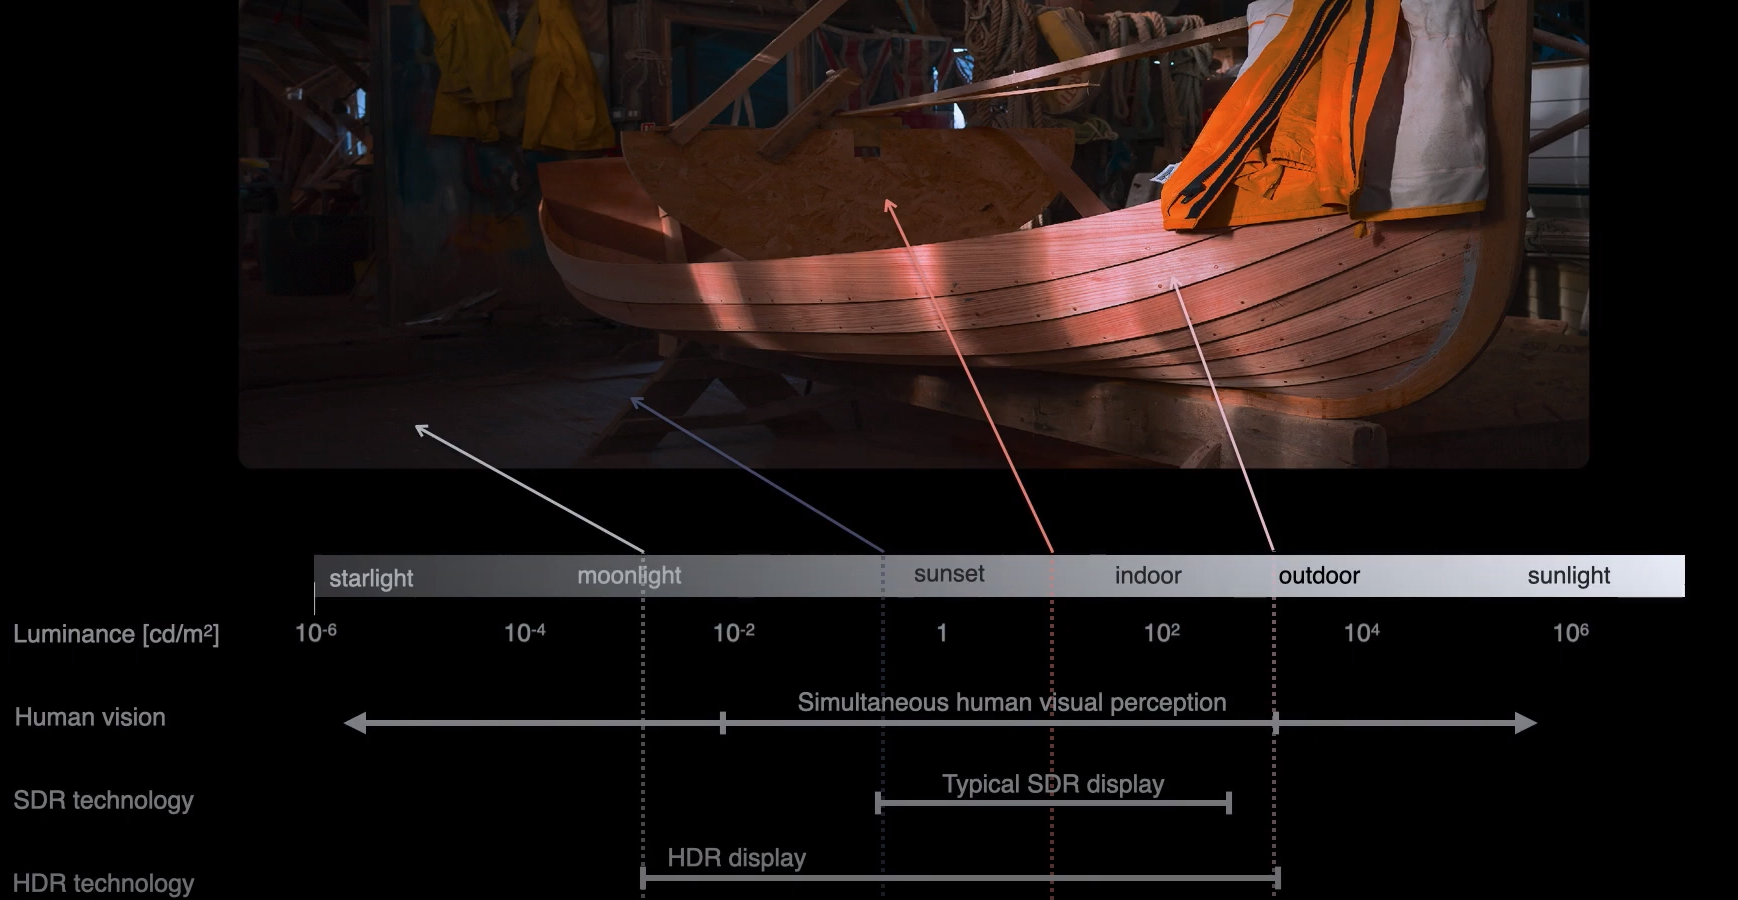 starlight moonlight sunset indoor outdoor sunlight
Luminance [cd/m²] 10⁻⁶ 10⁻⁴ 10⁻² 1 10² 10⁴ 10⁶
Simultaneous human visual perception
Human vision
Typical SDR display
SDR technology
HDR display
HDR technology